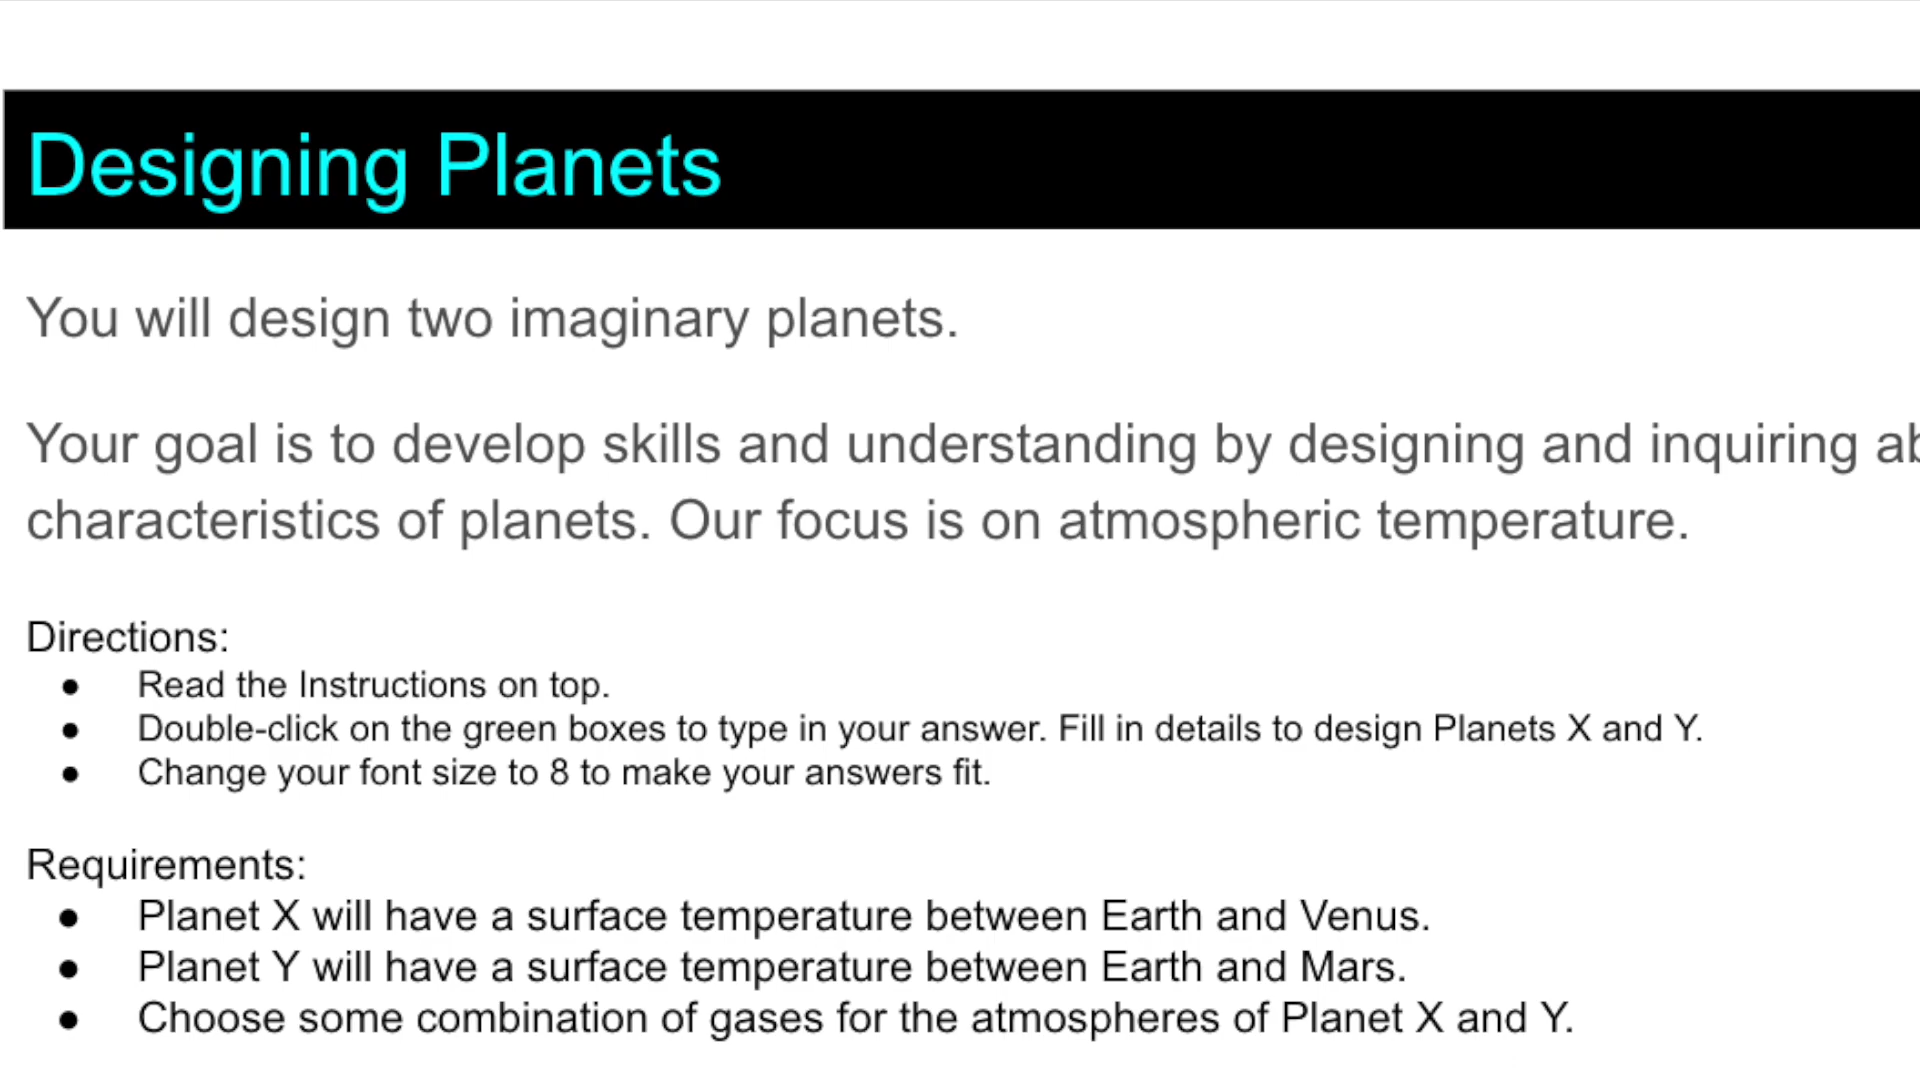 Designing Planets
You will design two imaginary planets.
Your goal is to develop skills and understanding by designing and inquiring
characteristics of planets. Our focus is on atmospheric temperature.
Directions:
● Read the Instructions on top.
● Double-click on the green boxes to type in your answer. Fill in details to design Planets X and Y.
● Change your font size to 8 to make your answers fit.
Requirements:
● Planet X will have a surface temperature between Earth and Venus.
● Planet Y will have a surface temperature between Earth and Mars.
● Choose some combination of gases for the atmospheres of Planet X and Y.